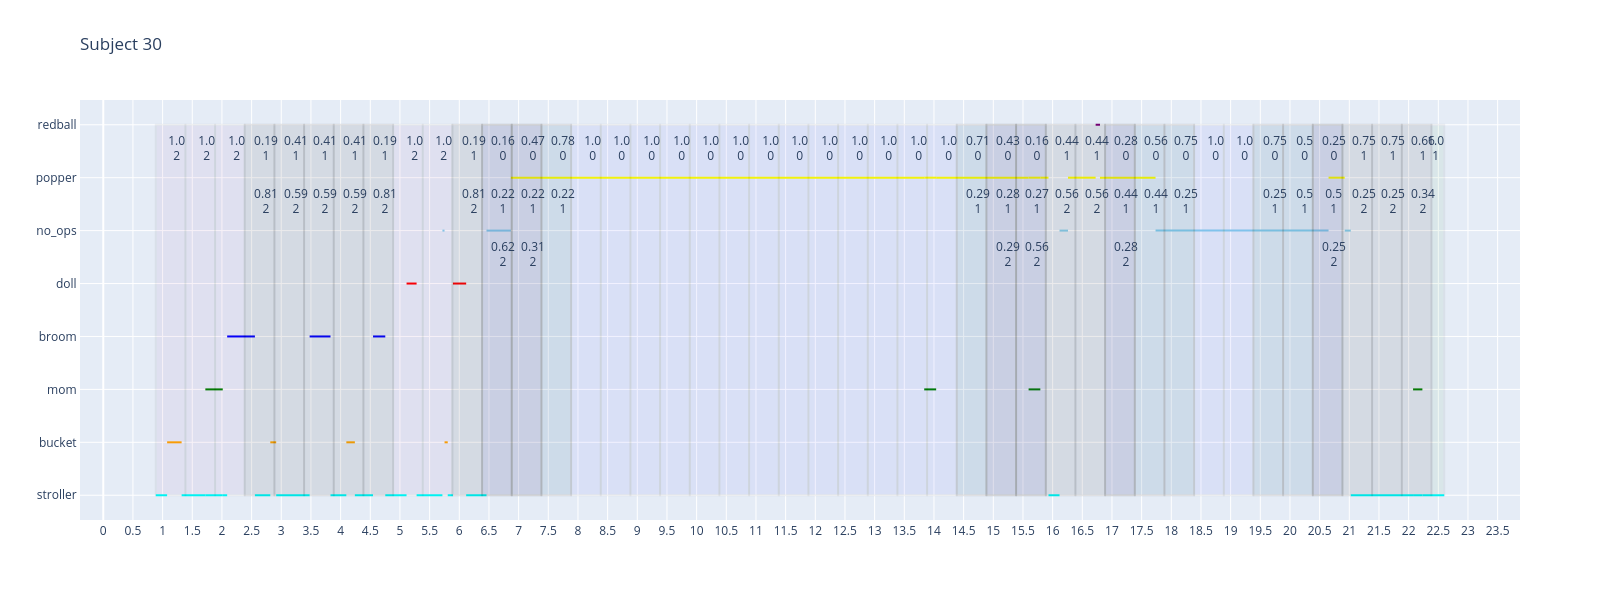 Subject 30
redball
1.0 1.0 1.0 0.19 0.41 0.41 0.41 0.19 1.0 1.0 0.19 0.16 0.47 0.78 1.0 1.0 1.0 1.0 1.0 1.0 1.0 1.0 1.0 1.0 1.0 1.0 1.0 0.71 0.43 0.16 0.44 0.44 0.28 0.56 0.75 1.0 1.0 0.75 0.5 0.25 0.75 0.75 0.66 1.0
2 2 2 1 1 1 1 1 2 2 1 0 0 0 0 0 0 0 0 0 0 0 0 0 0 0 0 0 0 0 1 1 0 0 0 0 0 0 0 0 1 1 1 1
popper
0.81 0.59 0.59 0.59 0.81 0.81 0.22 0.22 0.22 0.29 0.28 0.27 0.56 0.56 0.44 0.44 0.25 0.25 0.5 0.5 0.25 0.25 0.34
2 2 2 2 2 2 1 1 1 1 1 1 2 2 1 1 1 1 1 1 2 2 2
no_ops
0.62 0.31 0.29 0.56 0.28 0.25
2 2 2 2 2 2
doll
broom
mom
bucket
stroller
0 0.5 1 1.5 2 2.5 3 3.5 4 4.5 5 5.5 6 6.5 7 7.5 8 8.5 9 9.5 10 10.5 11 11.5 12 12.5 13 13.5 14 14.5 15 15.5 16 16.5 17 17.5 18 18.5 19 19.5 20 20.5 21 21.5 22 22.5 23 23.5